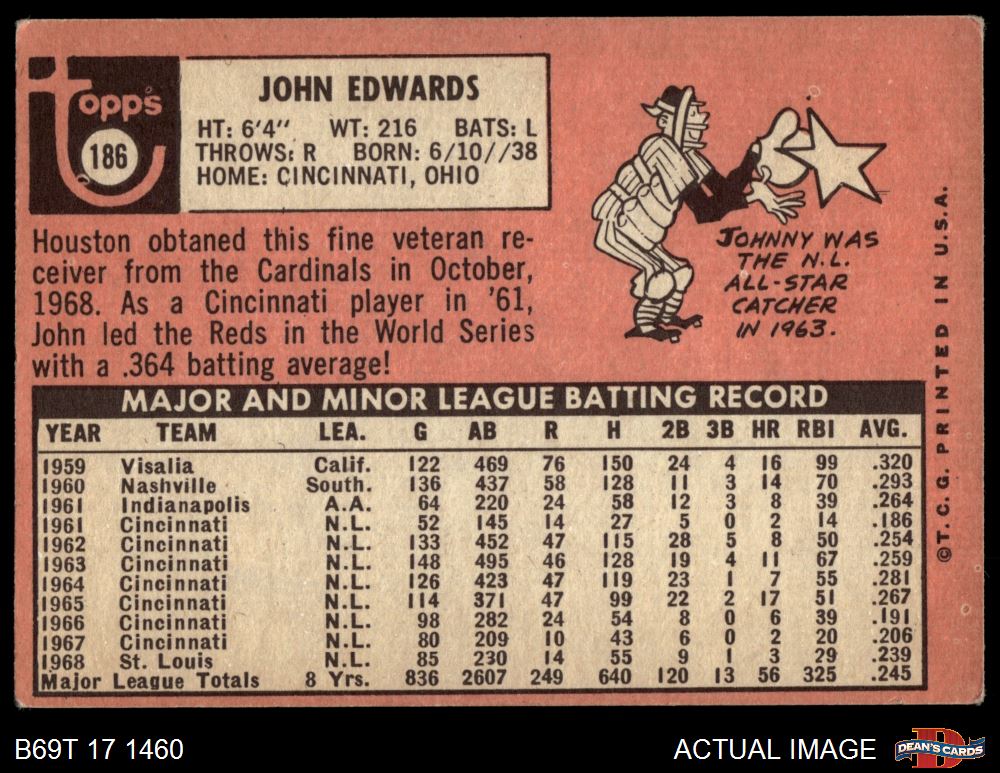 topps
186
JOHN EDWARDS
HT: 6'4" WT: 216 BATS: L
THROWS: R BORN: 6/10//38
HOME: CINCINNATI, OHIO
Houston obtaned this fine veteran re-
ceiver from the Cardinals in October,
1968. As a Cincinnati player in '61,
John led the Reds in the World Series
with a .364 batting average!
JOHNNY WAS
THE N.L.
ALL-STAR
CATCHER
IN 1963.
MAJOR AND MINOR LEAGUE BATTING RECORD
YEAR TEAM LEA. G AB R H 2B 3B HR RBI AVG.
1959 Visalia Calif. 122 469 76 150 24 4 16 99 .320
1960 Nashville South. 136 437 58 128 11 3 14 70 .293
1961 Indianapolis A.A. 64 220 24 58 12 3 8 39 .264
1961 Cincinnati N.L. 52 145 14 27 5 0 2 14 .186
1962 Cincinnati N.L. 133 452 47 115 28 5 8 50 .254
1963 Cincinnati N.L. 148 495 46 128 19 4 11 67 .259
1964 Cincinnati N.L. 126 423 47 119 23 1 7 55 .281
1965 Cincinnati N.L. 114 371 47 99 22 2 17 51 .267
1966 Cincinnati N.L. 98 282 24 54 8 0 6 39 .191
1967 Cincinnati N.L. 80 209 10 43 6 0 2 20 .206
1968 St. Louis N.L. 85 230 14 55 9 1 3 29 .239
Major League Totals 8 Yrs. 836 2607 249 640 120 13 56 325 .245
©T. C. G. PRINTED IN U.S.A.
B69T 17 1460
ACTUAL IMAGE
D
DEAN'S CARDS